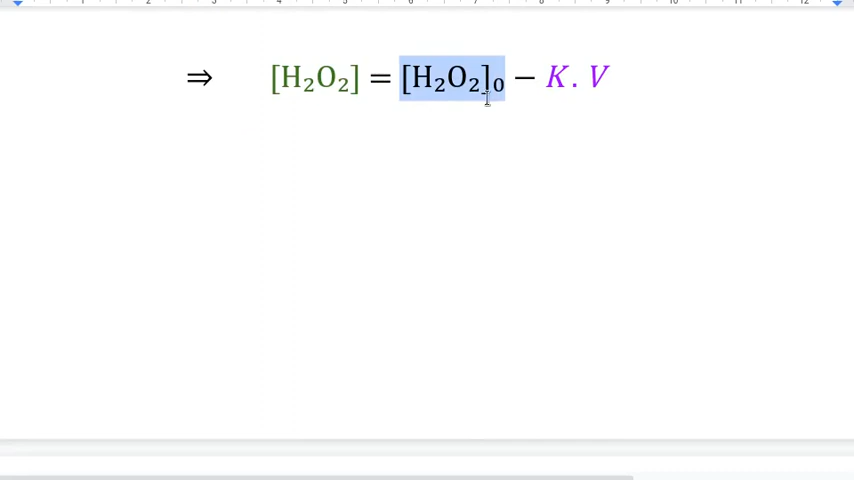 ⇒ [H₂O₂] = [H₂O₂]₀ − K . V